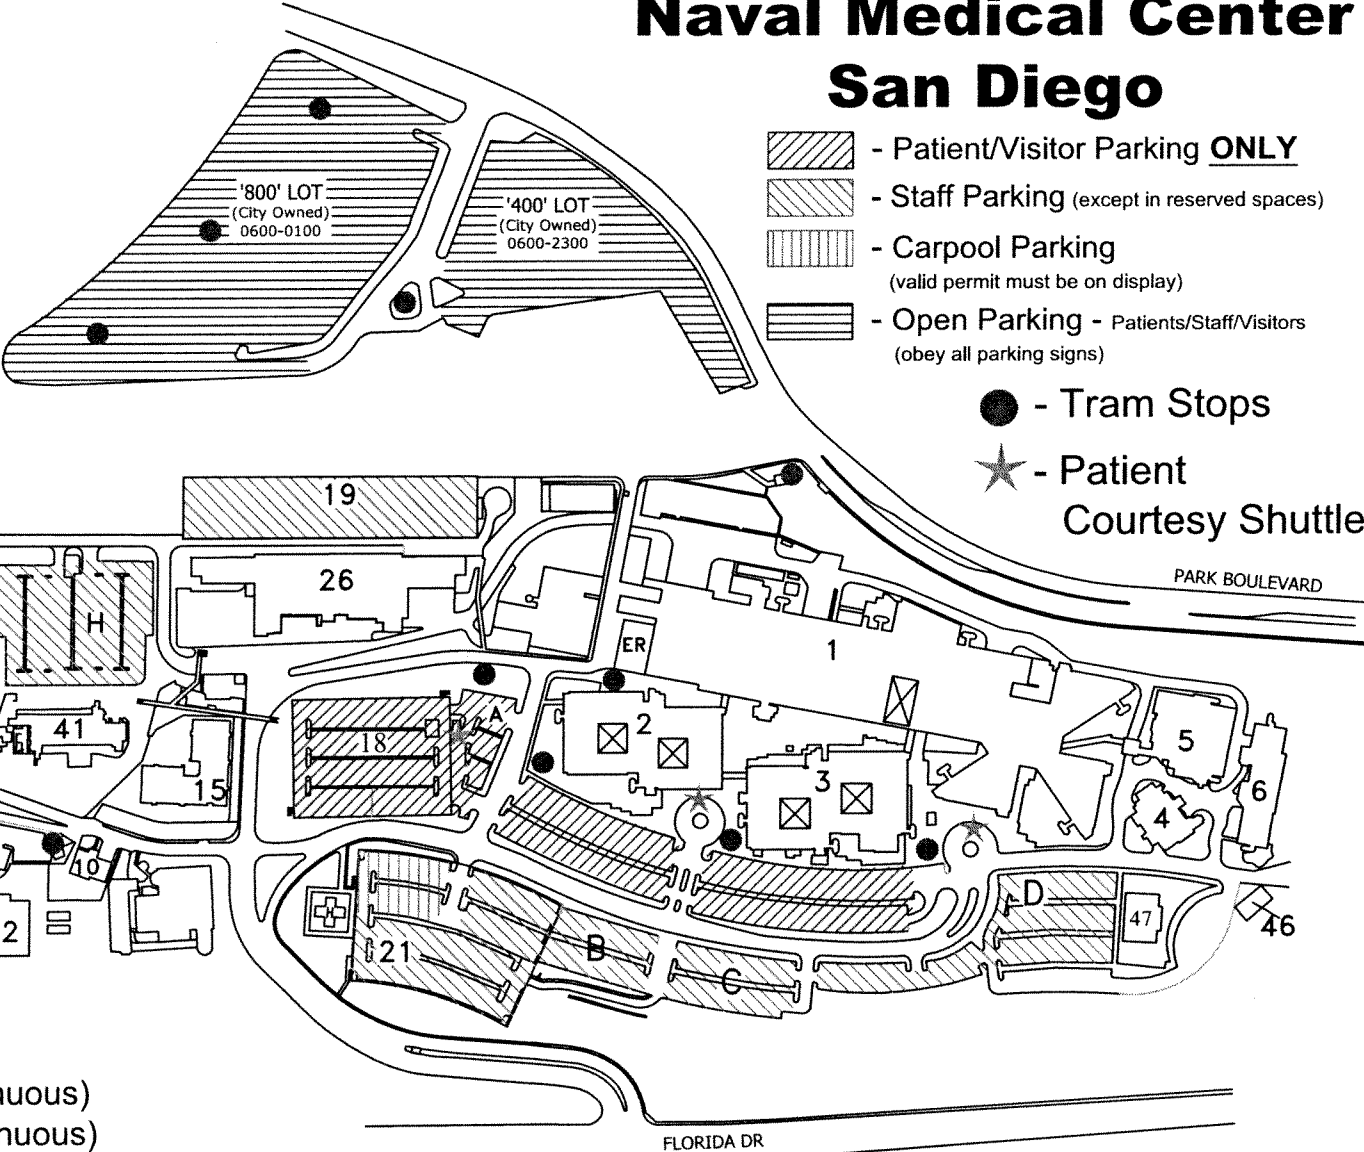 Naval Medical Center
San Diego
- Patient/Visitor Parking ONLY
- Staff Parking (except in reserved spaces)
- Carpool Parking
(valid permit must be on display)
- Open Parking - Patients/Staff/Visitors
(obey all parking signs)
- Tram Stops
- Patient
Courtesy Shuttle
'800' LOT
(City Owned)
0600-0100
'400' LOT
(City Owned)
0600-2300
PARK BOULEVARD
19
26
H
ER
1
41
15
18
A
2
3
5
6
4
10
2
H
21
B
C
D
47
46
nuous)
nuous)
FLORIDA DR